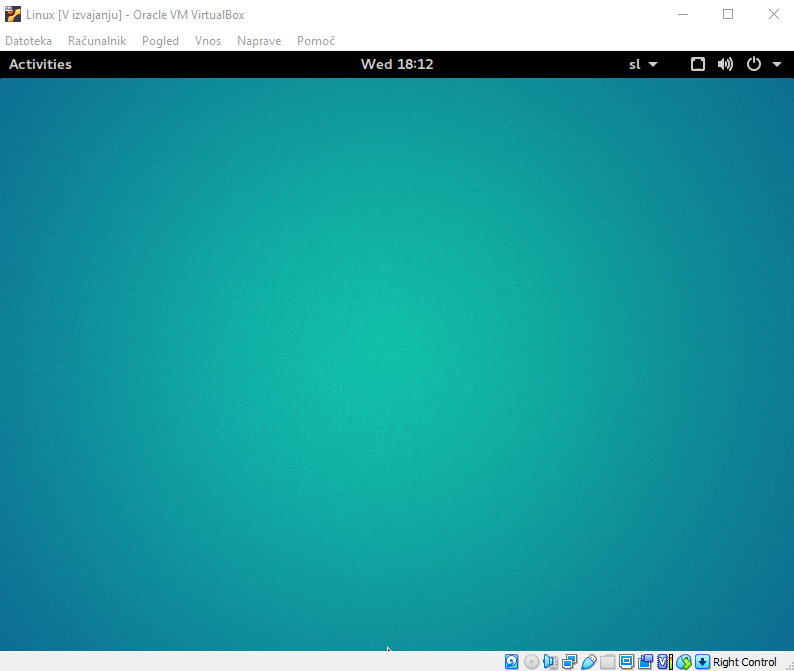 Linux [V izvajanju] - Oracle VM VirtualBox
Datoteka Računalnik Pogled Vnos Naprave Pomoč
Activities Wed 18:12 sl
Right Control